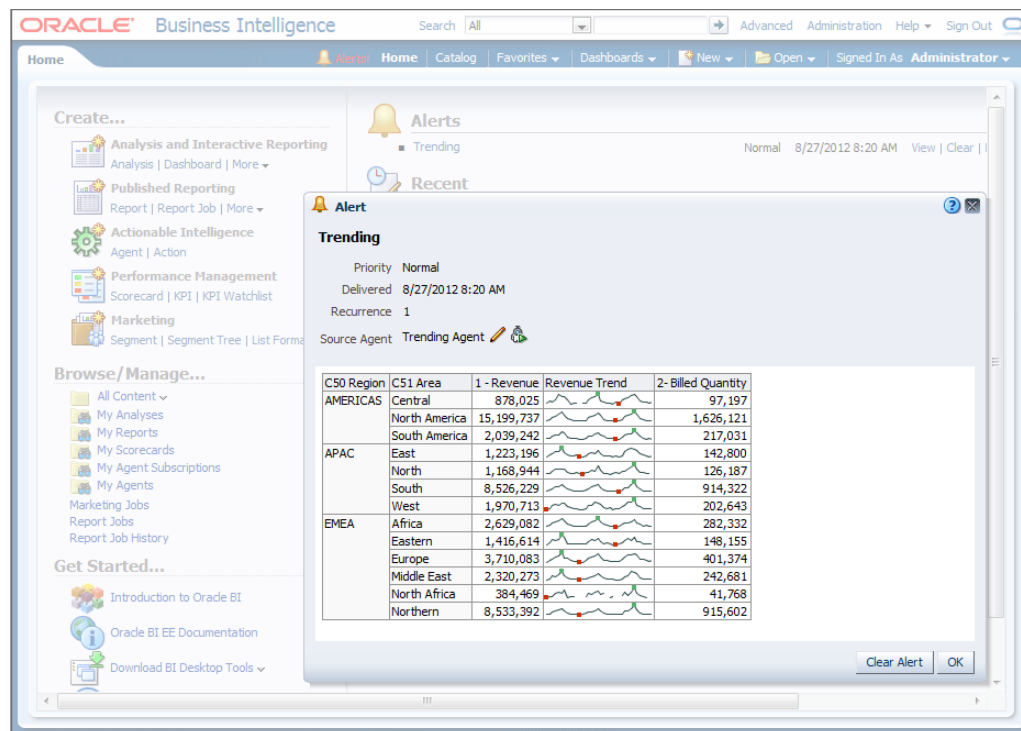 ORACLE Business Intelligence Search All Advanced Administration Help Sign Out
Home Alerts! Home Catalog Favorites Dashboards New Open Signed In As Administrator
Create...
Analysis and Interactive Reporting
Analysis | Dashboard | More
Published Reporting
Report | Report Job | More
Actionable Intelligence
Agent | Action
Performance Management
Scorecard | KPI | KPI Watchlist
Marketing
Segment | Segment Tree | List Forma
Browse/Manage...
All Content
My Analyses
My Reports
My Scorecards
My Agent Subscriptions
My Agents
Marketing Jobs
Report Jobs
Report Job History
Get Started...
Introduction to Oracle BI
Oracle BI EE Documentation
Download BI Desktop Tools
Alerts
Trending Normal 8/27/2012 8:20 AM View | Clear |
Recent
Alert
Trending
Priority Normal
Delivered 8/27/2012 8:20 AM
Recurrence 1
Source Agent Trending Agent
C50 Region C51 Area 1 - Revenue Revenue Trend 2- Billed Quantity
AMERICAS Central 878,025 97,197
North America 15,199,737 1,626,121
South America 2,039,242 217,031
APAC East 1,223,196 142,800
North 1,168,944 126,187
South 8,526,229 914,322
West 1,970,713 202,643
EMEA Africa 2,629,082 282,332
Eastern 1,416,614 148,155
Europe 3,710,083 401,374
Middle East 2,320,273 242,681
North Africa 384,469 41,768
Northern 8,533,392 915,602
Clear Alert OK